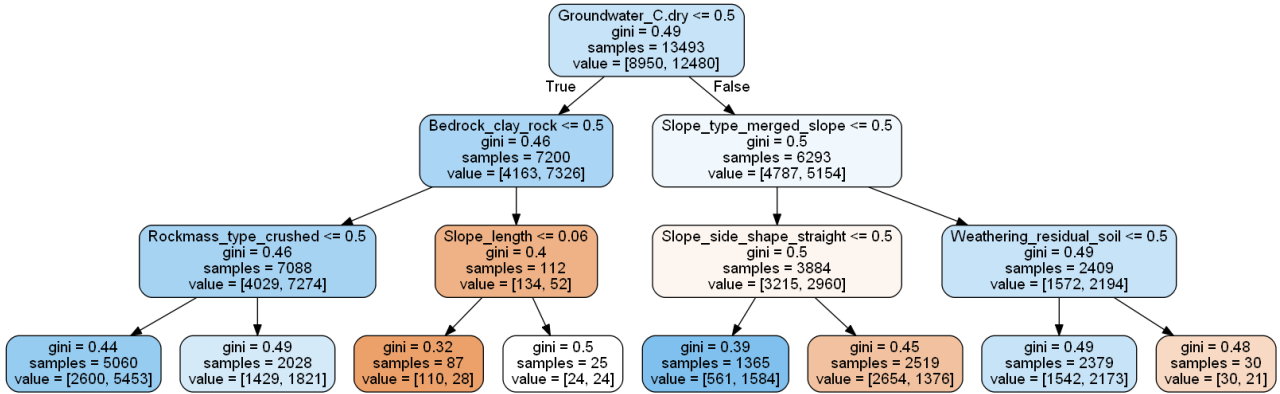 Groundwater_C.dry <= 0.5
gini = 0.49
samples = 13493
value = [8950, 12480]
True
False
Bedrock_clay_rock <= 0.5
gini = 0.46
samples = 7200
value = [4163, 7326]
Slope_type_merged_slope <= 0.5
gini = 0.5
samples = 6293
value = [4787, 5154]
Rockmass_type_crushed <= 0.5
gini = 0.46
samples = 7088
value = [4029, 7274]
Slope_length <= 0.06
gini = 0.4
samples = 112
value = [134, 52]
Slope_side_shape_straight <= 0.5
gini = 0.5
samples = 3884
value = [3215, 2960]
Weathering_residual_soil <= 0.5
gini = 0.49
samples = 2409
value = [1572, 2194]
gini = 0.44
samples = 5060
value = [2600, 5453]
gini = 0.49
samples = 2028
value = [1429, 1821]
gini = 0.32
samples = 87
value = [110, 28]
gini = 0.5
samples = 25
value = [24, 24]
gini = 0.39
samples = 1365
value = [561, 1584]
gini = 0.45
samples = 2519
value = [2654, 1376]
gini = 0.49
samples = 2379
value = [1542, 2173]
gini = 0.48
samples = 30
value = [30, 21]